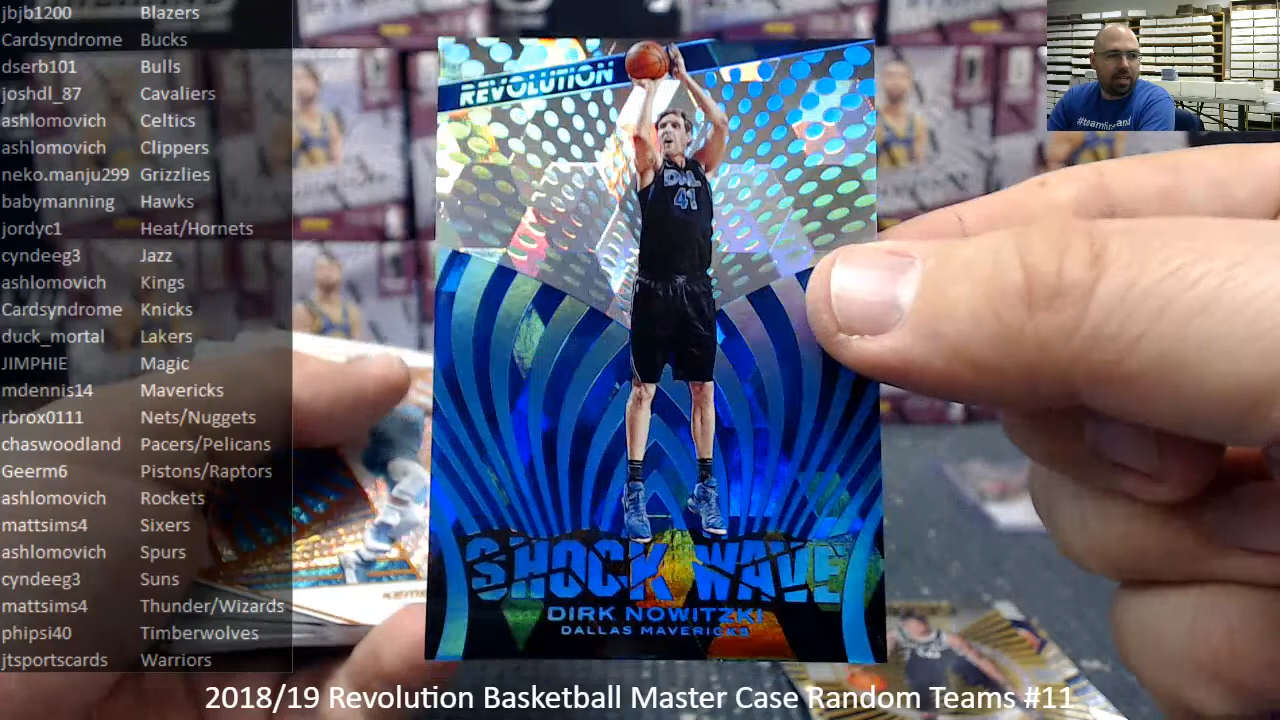 jbjb1200 Blazers
Cardsyndrome Bucks
dserb101 Bulls
joshdl_87 Cavaliers
ashlomovich Celtics
ashlomovich Clippers
neko.manju299 Grizzlies
babymanning Hawks
jordyc1 Heat/Hornets
cyndeeg3 Jazz
ashlomovich Kings
Cardsyndrome Knicks
duck_mortal Lakers
JIMPHIE Magic
mdennis14 Mavericks
rbrox0111 Nets/Nuggets
chaswoodland Pacers/Pelicans
Geerm6 Pistons/Raptors
ashlomovich Rockets
mattsims4 Sixers
ashlomovich Spurs
cyndeeg3 Suns
mattsims4 Thunder/Wizards
phipsi40 Timberwolves
jtsportscards Warriors
REVOLUTION
41
SHOCK WAVE
DIRK NOWITZKI
DALLAS MAVERICKS
2018/19 Revolution Basketball Master Case Random Teams #11